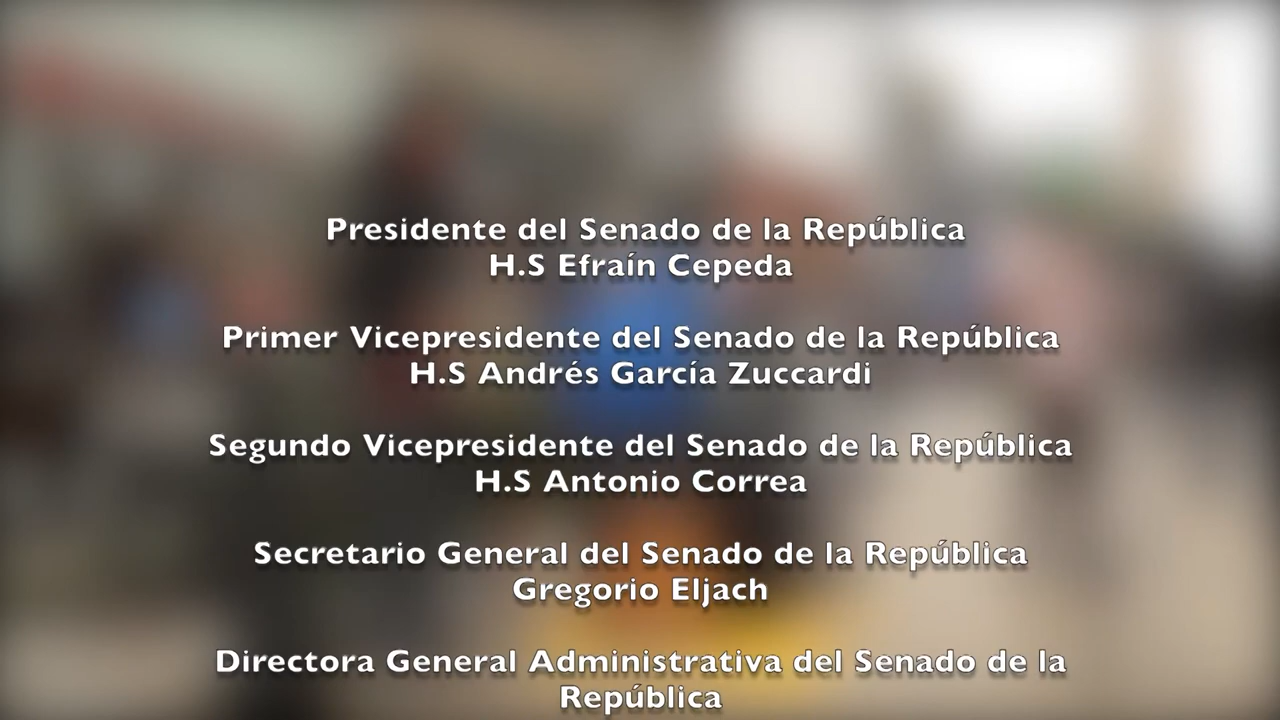 Presidente del Senado de la República
H.S Efraín Cepeda
Primer Vicepresidente del Senado de la República
H.S Andrés García Zuccardi
Segundo Vicepresidente del Senado de la República
H.S Antonio Correa
Secretario General del Senado de la República
Gregorio Eljach
Directora General Administrativa del Senado de la
República